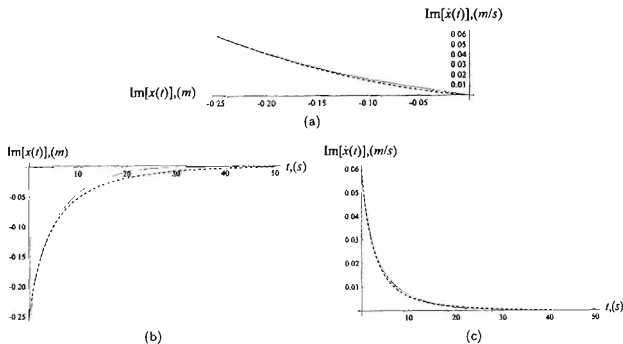 Im[ẋ(t)],(m/s)
0 06
0 05
0 04
0 03
0.02
0.01
Im[x(t)],(m)
-0 25 -0.20 -0.15 -0.10 -0.05
(a)
Im[x(t)],(m)
10 20 30 40 50 t,(s)
-0.05
-0.10
-0.15
-0.20
-0.25
(b)
Im[ẋ(t)],(m/s)
0.06
0.05
0.04
0.03
0.02
0.01
10 20 30 40 50 t,(s)
(c)